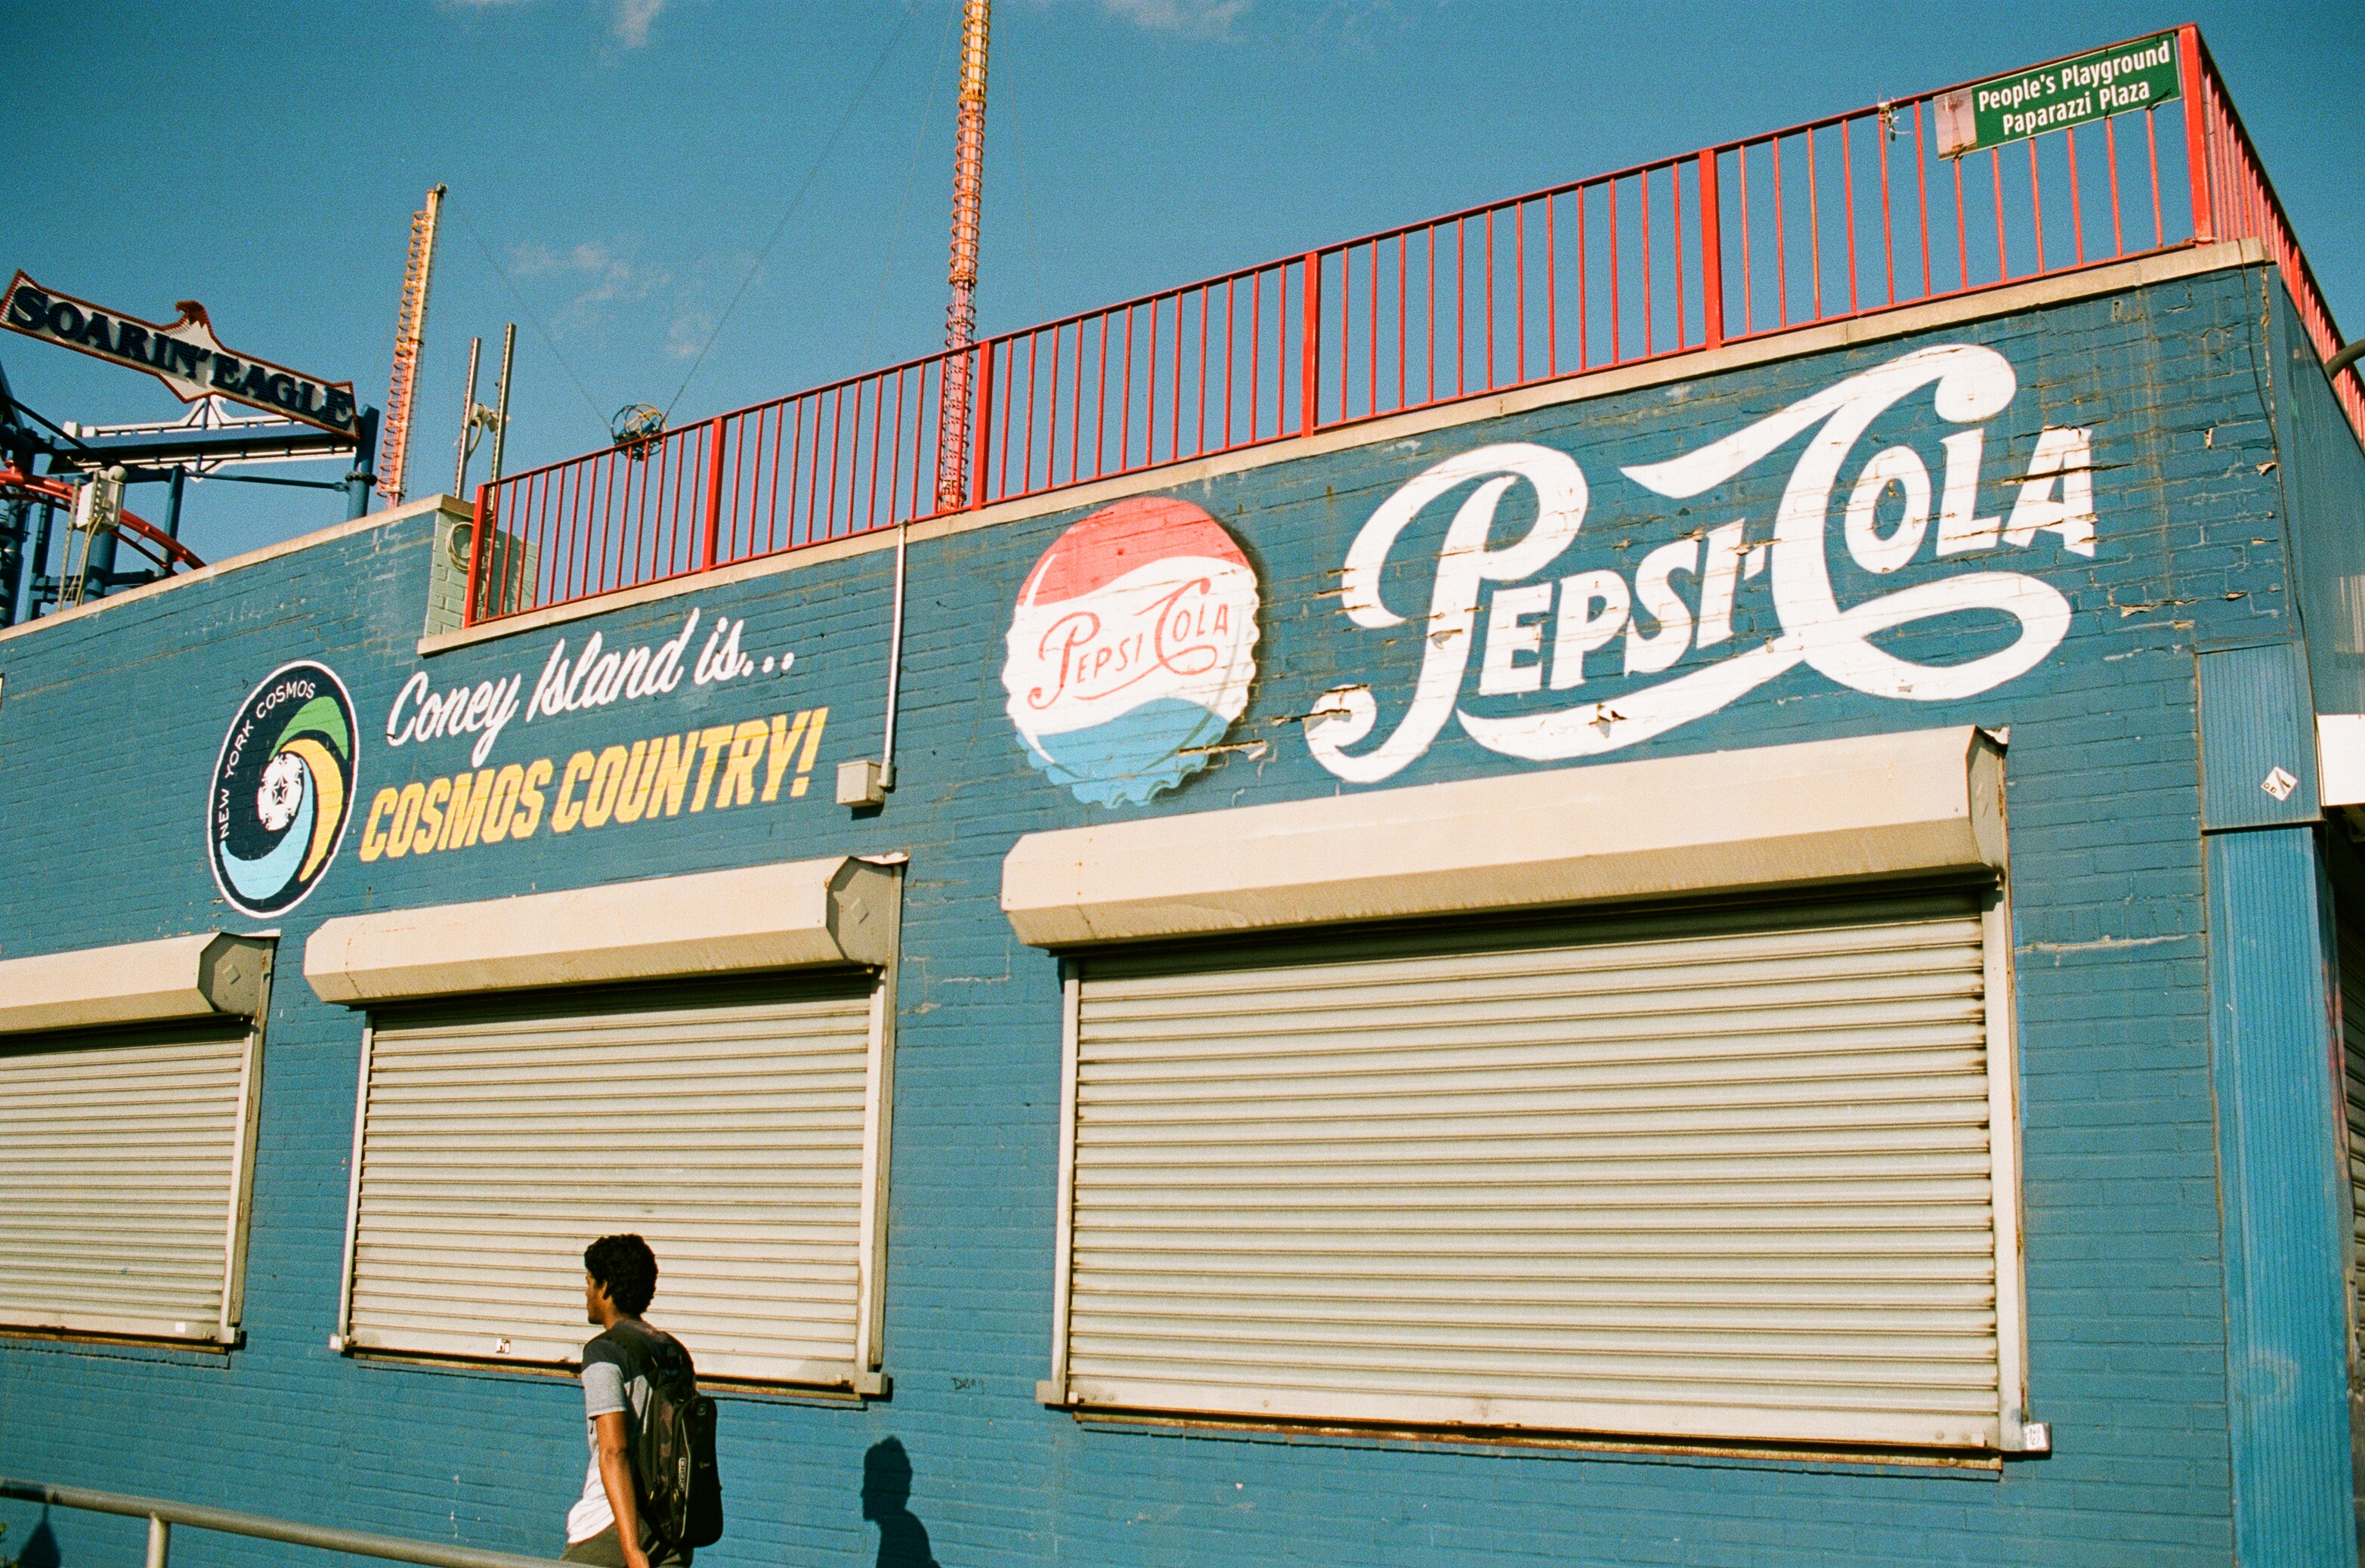 People's Playground
Paparazzi Plaza
SOARIN' EAGLE
NEW YORK COSMOS
Coney Island is...
COSMOS COUNTRY!
PEPSI COLA
PEPSI-COLA